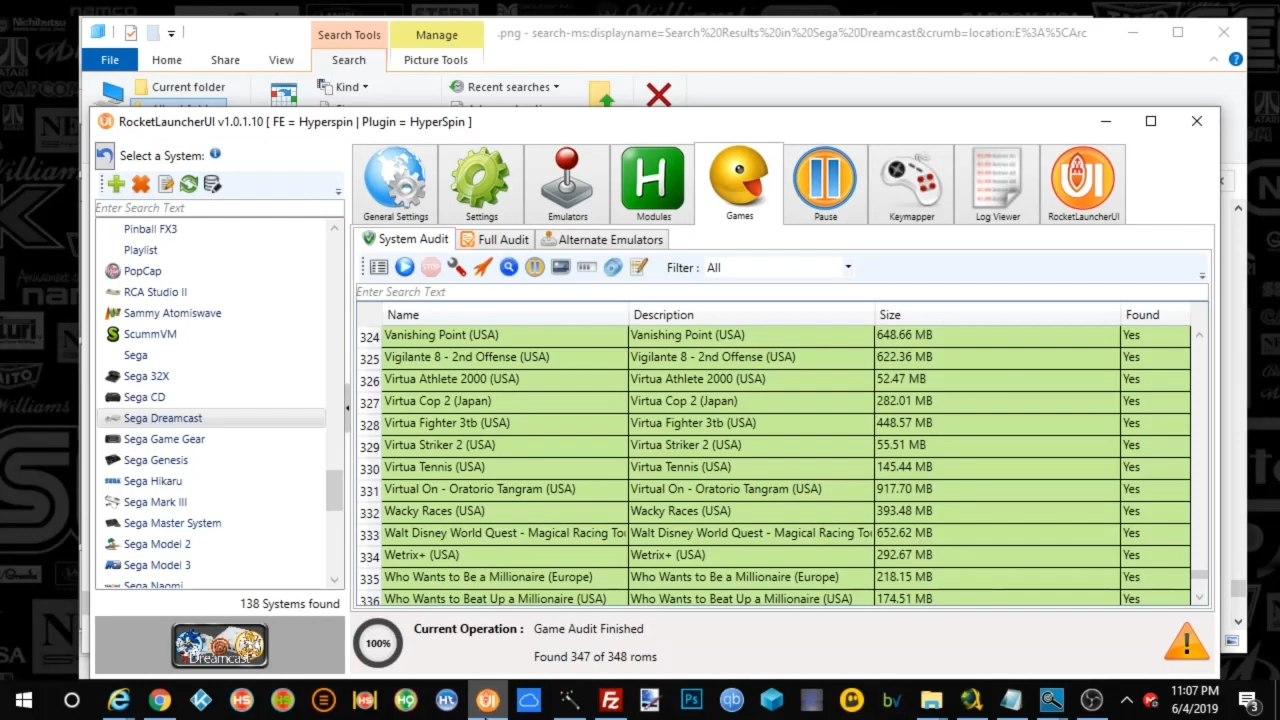 Search Tools
Manage
.png - search-ms:displayname=Search%20Results%20in%20Sega%20Dreamcast&crumb=location:E%3A%5CArc
File
Home
Share
View
Search
Picture Tools
Current folder
Kind
Recent searches
RocketLauncherUI v1.0.1.10 [ FE = Hyperspin | Plugin = HyperSpin ]
Select a System:
General Settings
Settings
Emulators
Modules
Games
Pause
Keymapper
Log Viewer
RocketLauncherUI
Enter Search Text
Pinball FX3
Playlist
PopCap
RCA Studio II
Sammy Atomiswave
ScummVM
Sega
Sega 32X
Sega CD
Sega Dreamcast
Sega Game Gear
Sega Genesis
Sega Hikaru
Sega Mark III
Sega Master System
Sega Model 2
Sega Model 3
Sega Naomi
138 Systems found
Dreamcast
System Audit
Full Audit
Alternate Emulators
Filter : All
Enter Search Text
Name Description Size Found
324 Vanishing Point (USA) Vanishing Point (USA) 648.66 MB Yes
325 Vigilante 8 - 2nd Offense (USA) Vigilante 8 - 2nd Offense (USA) 622.36 MB Yes
326 Virtua Athlete 2000 (USA) Virtua Athlete 2000 (USA) 52.47 MB Yes
327 Virtua Cop 2 (Japan) Virtua Cop 2 (Japan) 282.01 MB Yes
328 Virtua Fighter 3tb (USA) Virtua Fighter 3tb (USA) 448.57 MB Yes
329 Virtua Striker 2 (USA) Virtua Striker 2 (USA) 55.51 MB Yes
330 Virtua Tennis (USA) Virtua Tennis (USA) 145.44 MB Yes
331 Virtual On - Oratorio Tangram (USA) Virtual On - Oratorio Tangram (USA) 917.70 MB Yes
332 Wacky Races (USA) Wacky Races (USA) 393.48 MB Yes
333 Walt Disney World Quest - Magical Racing Tou Walt Disney World Quest - Magical Racing Tou 652.62 MB Yes
334 Wetrix+ (USA) Wetrix+ (USA) 292.67 MB Yes
335 Who Wants to Be a Millionaire (Europe) Who Wants to Be a Millionaire (Europe) 218.15 MB Yes
336 Who Wants to Beat Up a Millionaire (USA) Who Wants to Beat Up a Millionaire (USA) 174.51 MB Yes
100%
Current Operation : Game Audit Finished
Found 347 of 348 roms
11:07 PM
6/4/2019